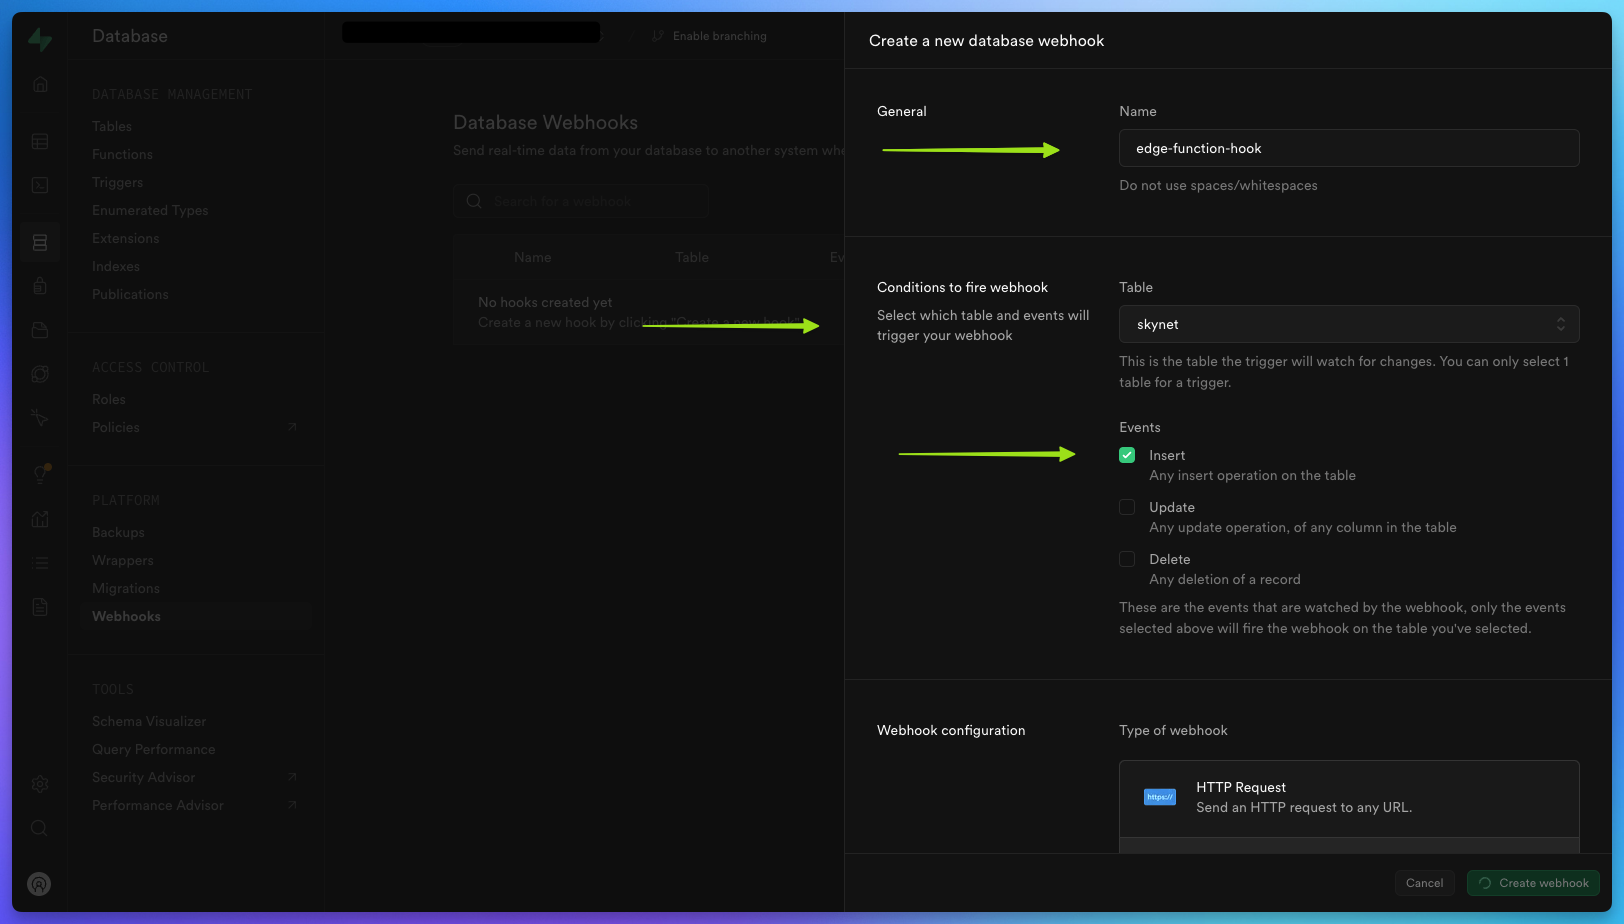 Database
Enable branching
DATABASE MANAGEMENT
Tables
Functions
Triggers
Enumerated Types
Extensions
Indexes
Publications
ACCESS CONTROL
Roles
Policies
PLATFORM
Backups
Wrappers
Migrations
Webhooks
TOOLS
Schema Visualizer
Query Performance
Security Advisor
Performance Advisor
Database Webhooks
Send real-time data from your database to another system whe
Search for a webhook
Name Table Ev
No hooks created yet
Create a new hook by clicking "Create a new hook"
Create a new database webhook
General
Name
edge-function-hook
Do not use spaces/whitespaces
Conditions to fire webhook
Select which table and events will
trigger your webhook
Table
skynet
This is the table the trigger will watch for changes. You can only select 1
table for a trigger.
Events
Insert
Any insert operation on the table
Update
Any update operation, of any column in the table
Delete
Any deletion of a record
These are the events that are watched by the webhook, only the events
selected above will fire the webhook on the table you've selected.
Webhook configuration
Type of webhook
https://
HTTP Request
Send an HTTP request to any URL.
Cancel
Create webhook